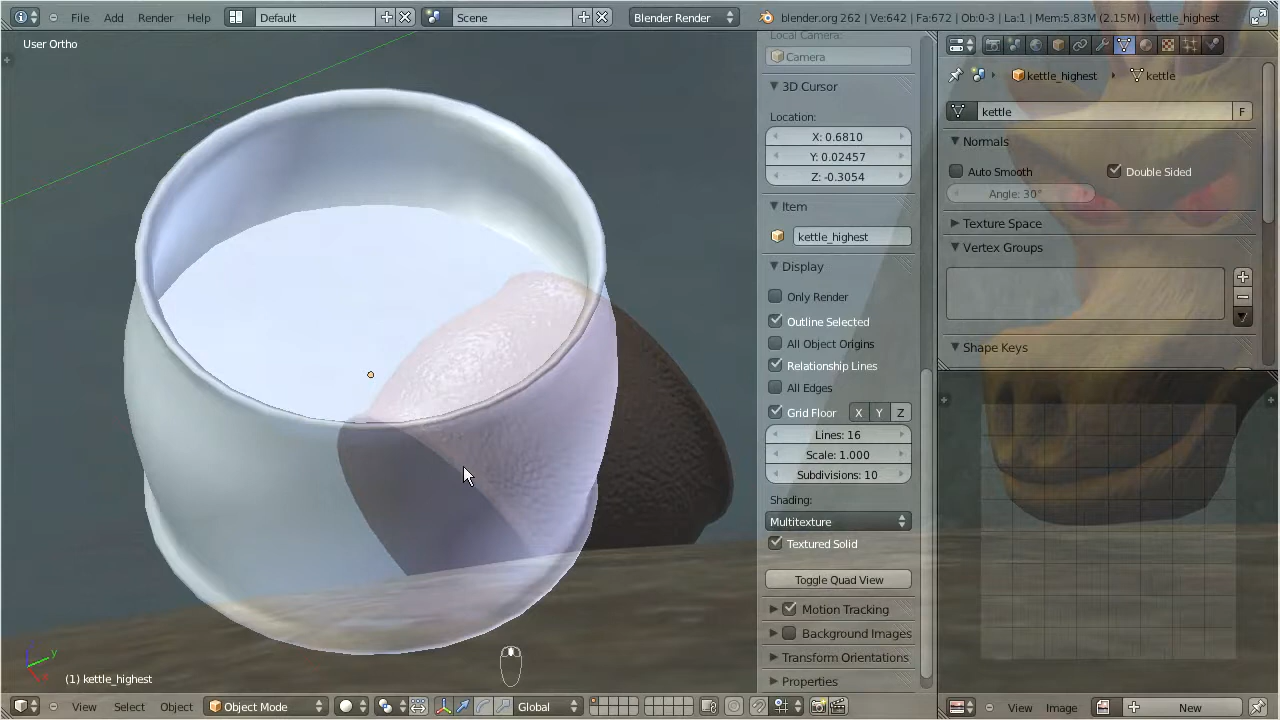 File Add Render Help Default Scene Blender Render blender.org 262 | Ve:642 | Fa:672 | Ob:0-3 | La:1 | Mem:5.83M (2.15M) | kettle_highest
User Ortho
Local Camera:
Camera
3D Cursor
Location:
X: 0.6810
Y: 0.02457
Z: -0.3054
Item
kettle_highest
Display
Only Render
Outline Selected
All Object Origins
Relationship Lines
All Edges
Grid Floor X Y Z
Lines: 16
Scale: 1.000
Subdivisions: 10
Shading:
Multitexture
Textured Solid
Toggle Quad View
Motion Tracking
Background Images
Transform Orientations
Properties
kettle_highest kettle
kettle F
Normals
Auto Smooth Double Sided
Angle: 30°
Texture Space
Vertex Groups
Shape Keys
z y x
(1) kettle_highest
View Select Object Object Mode Global
View Image New